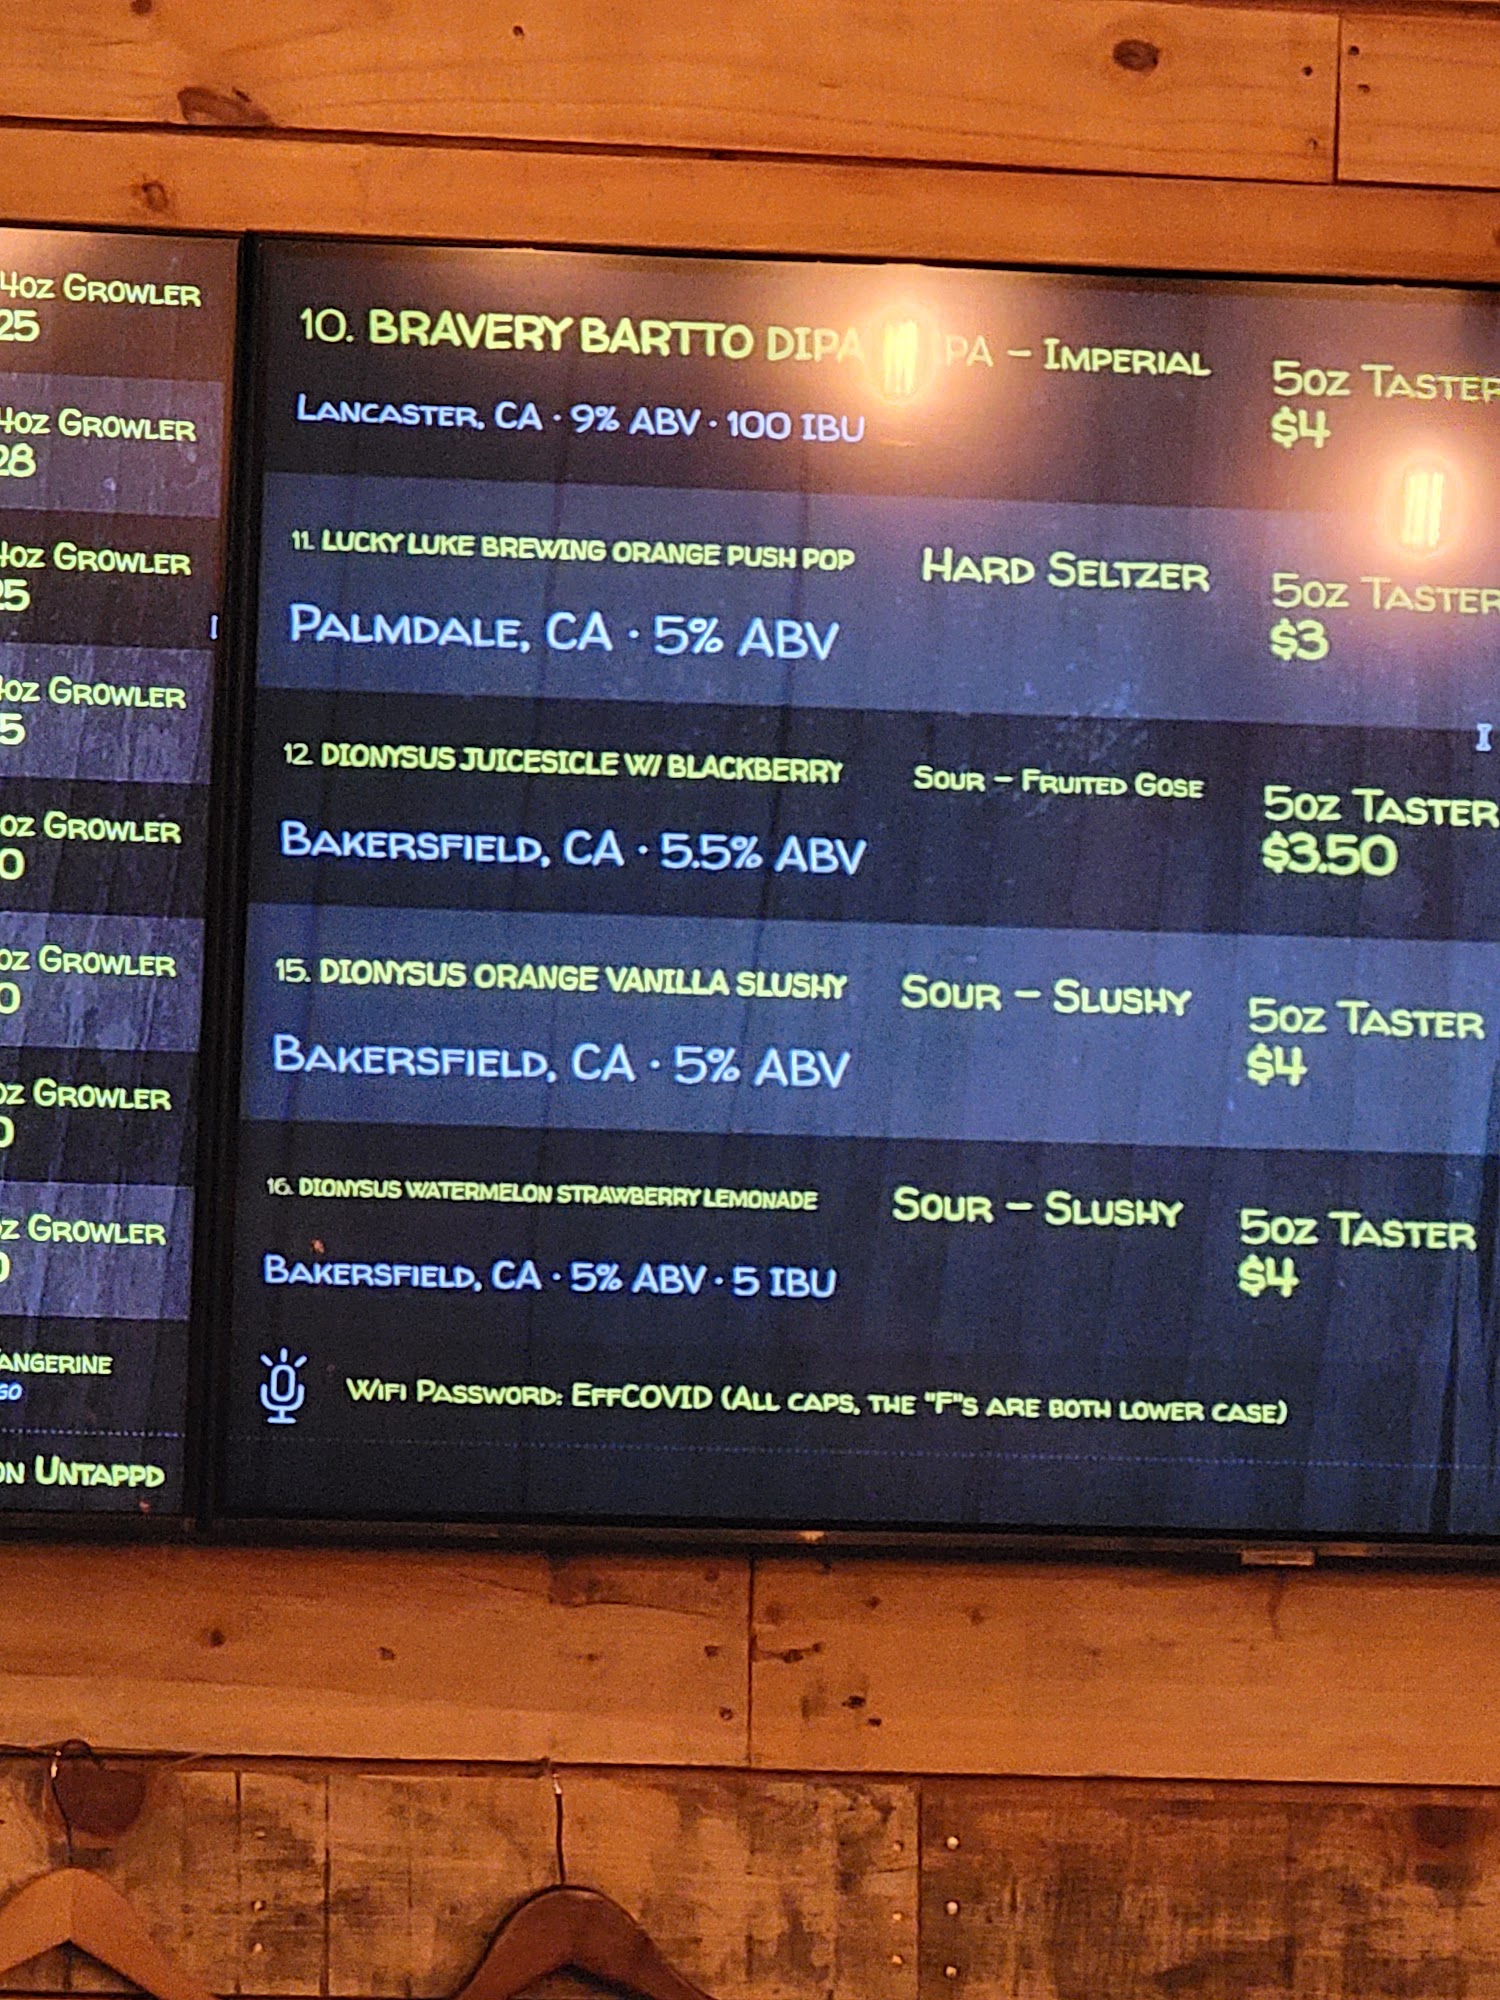 4oz Growler
25
4oz Growler
28
4oz Growler
25
4oz Growler
5
oz Growler
0
oz Growler
0
oz Growler
0
z Growler
0
angerine
go
on Untappd
10. BRAVERY BARTTO DIPA
IPA - Imperial
5oz Taster
$4
Lancaster, CA · 9% ABV · 100 IBU
11. LUCKY LUKE BREWING ORANGE PUSH POP
Hard Seltzer
5oz Taster
$3
Palmdale, CA · 5% ABV
12. DIONYSUS JUICESICLE W/ BLACKBERRY
Sour - Fruited Gose
5oz Taster
$3.50
Bakersfield, CA · 5.5% ABV
15. DIONYSUS ORANGE VANILLA SLUSHY
Sour - Slushy
5oz Taster
$4
Bakersfield, CA · 5% ABV
16. DIONYSUS WATERMELON STRAWBERRY LEMONADE
Sour - Slushy
5oz Taster
$4
Bakersfield, CA · 5% ABV · 5 IBU
Wifi Password: EffCOVID (All caps, the "F"s are both lower case)